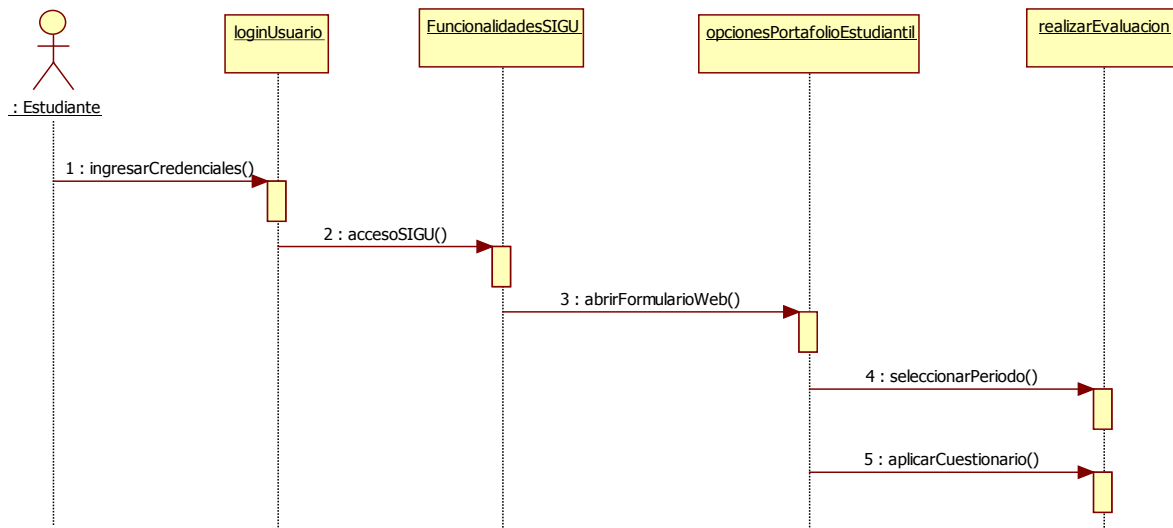 loginUsuario
FuncionalidadesSIGU
opcionesPortafolioEstudiantil
realizarEvaluacion
: Estudiante
1 : ingresarCredenciales()
2 : accesoSIGU()
3 : abrirFormularioWeb()
4 : seleccionarPeriodo()
5 : aplicarCuestionario()